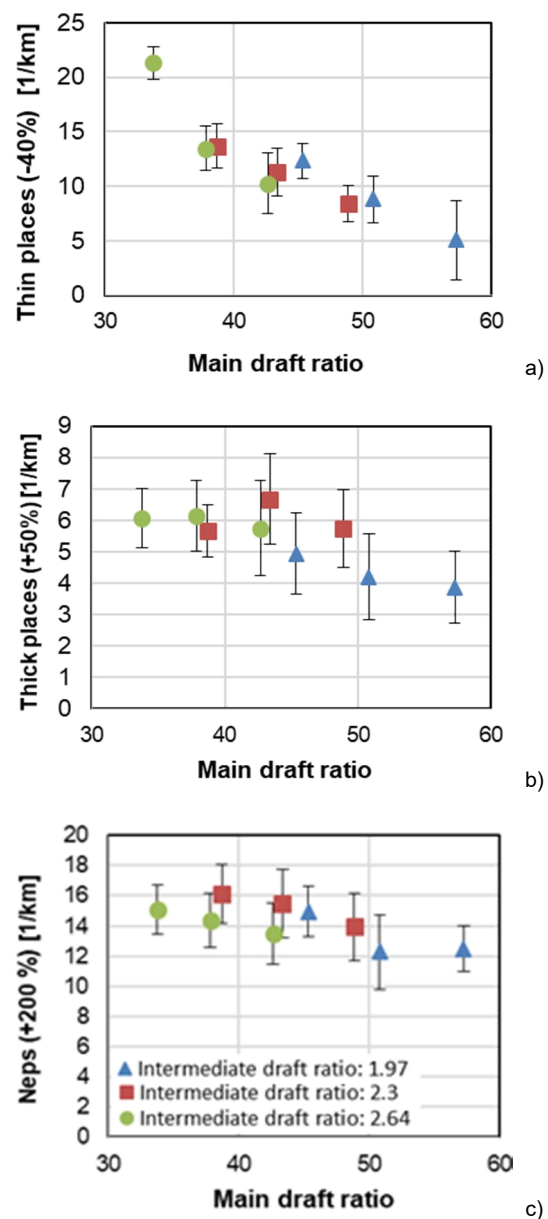 Thin places (-40%) [1/km]
25
20
15
10
5
0
30 40 50 60
Main draft ratio
a)
Thick places (+50%) [1/km]
9
8
7
6
5
4
3
2
1
0
30 40 50 60
Main draft ratio
b)
Neps (+200 %) [1/km]
20
18
16
14
12
10
8
6
4
2
0
Intermediate draft ratio: 1.97
Intermediate draft ratio: 2.3
Intermediate draft ratio: 2.64
30 40 50 60
Main draft ratio
c)